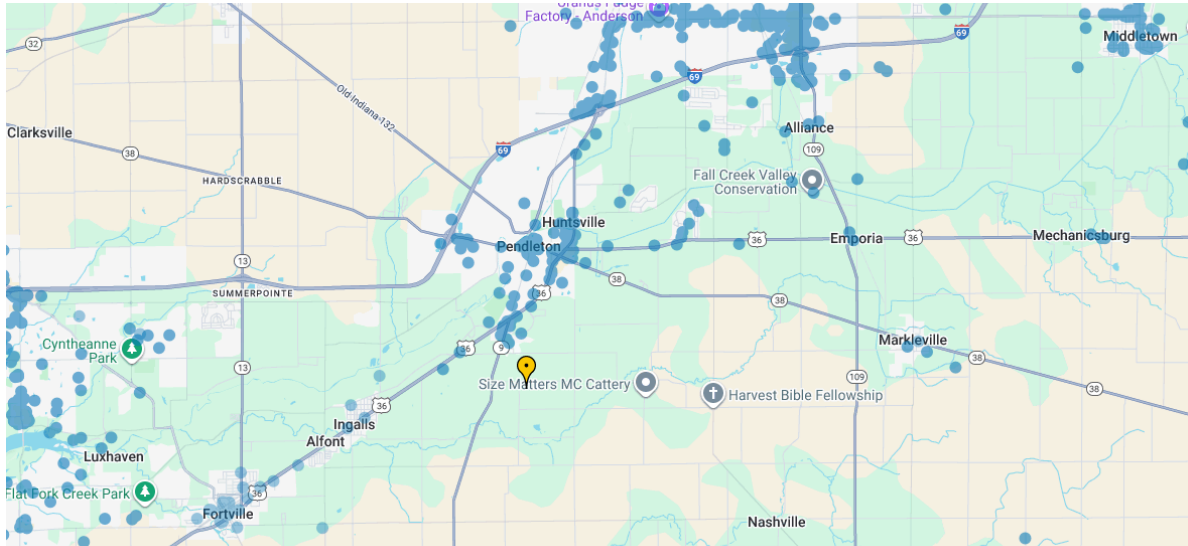 Uranus Fudge
Factory - Anderson
32
38
Clarksville
Old Indiana-132
69
69
69
Middletown
Alliance
109
HARDSCRABBLE
Fall Creek Valley
Conservation
Huntsville
Pendleton
36
Emporia
36
Mechanicsburg
13
SUMMERPOINTE
38
36
38
Cyntheanne
Park
36
9
Markleville
38
13
109
38
Size Matters MC Cattery
Harvest Bible Fellowship
36
Ingalls
Alfont
Luxhaven
Flat Fork Creek Park
36
Fortville
Nashville